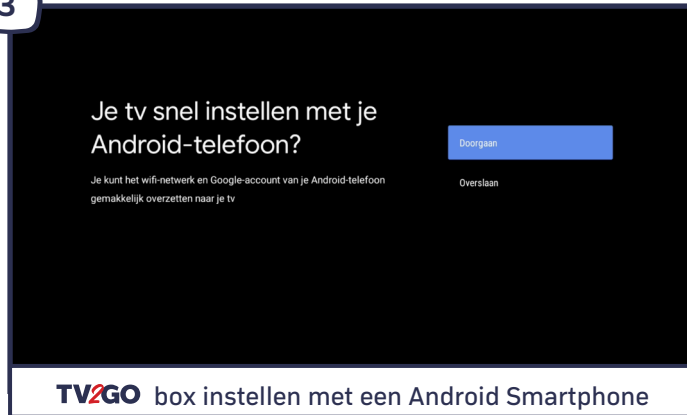 3
Je tv snel instellen met je
Android-telefoon?
Je kunt het wifi-netwerk en Google-account van je Android-telefoon
gemakkelijk overzetten naar je tv
Doorgaan
Overslaan
TV2GO box instellen met een Android Smartphone